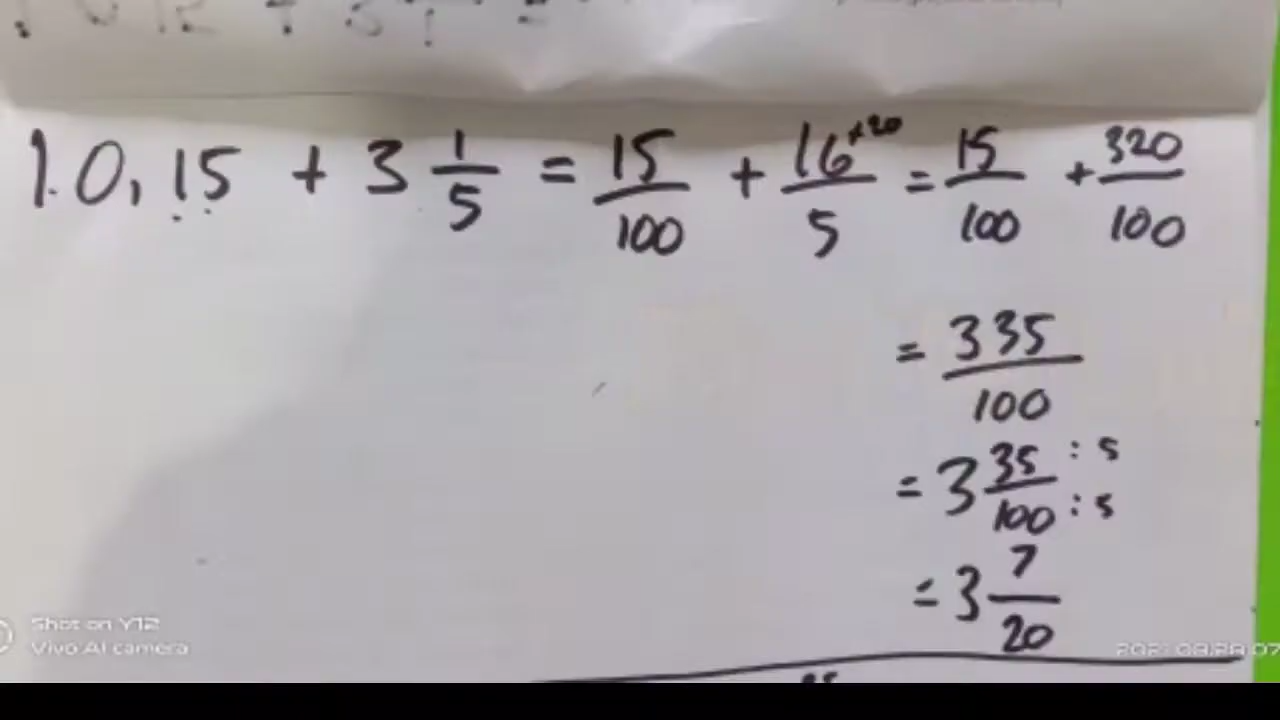 1. 0,15 + 3 1/5 = 15/100 + 16×20/5 = 15/100 + 320/100
= 335/100
= 3 35/100 : 5 : 5
= 3 7/20
Shot on Y12
Vivo AI camera